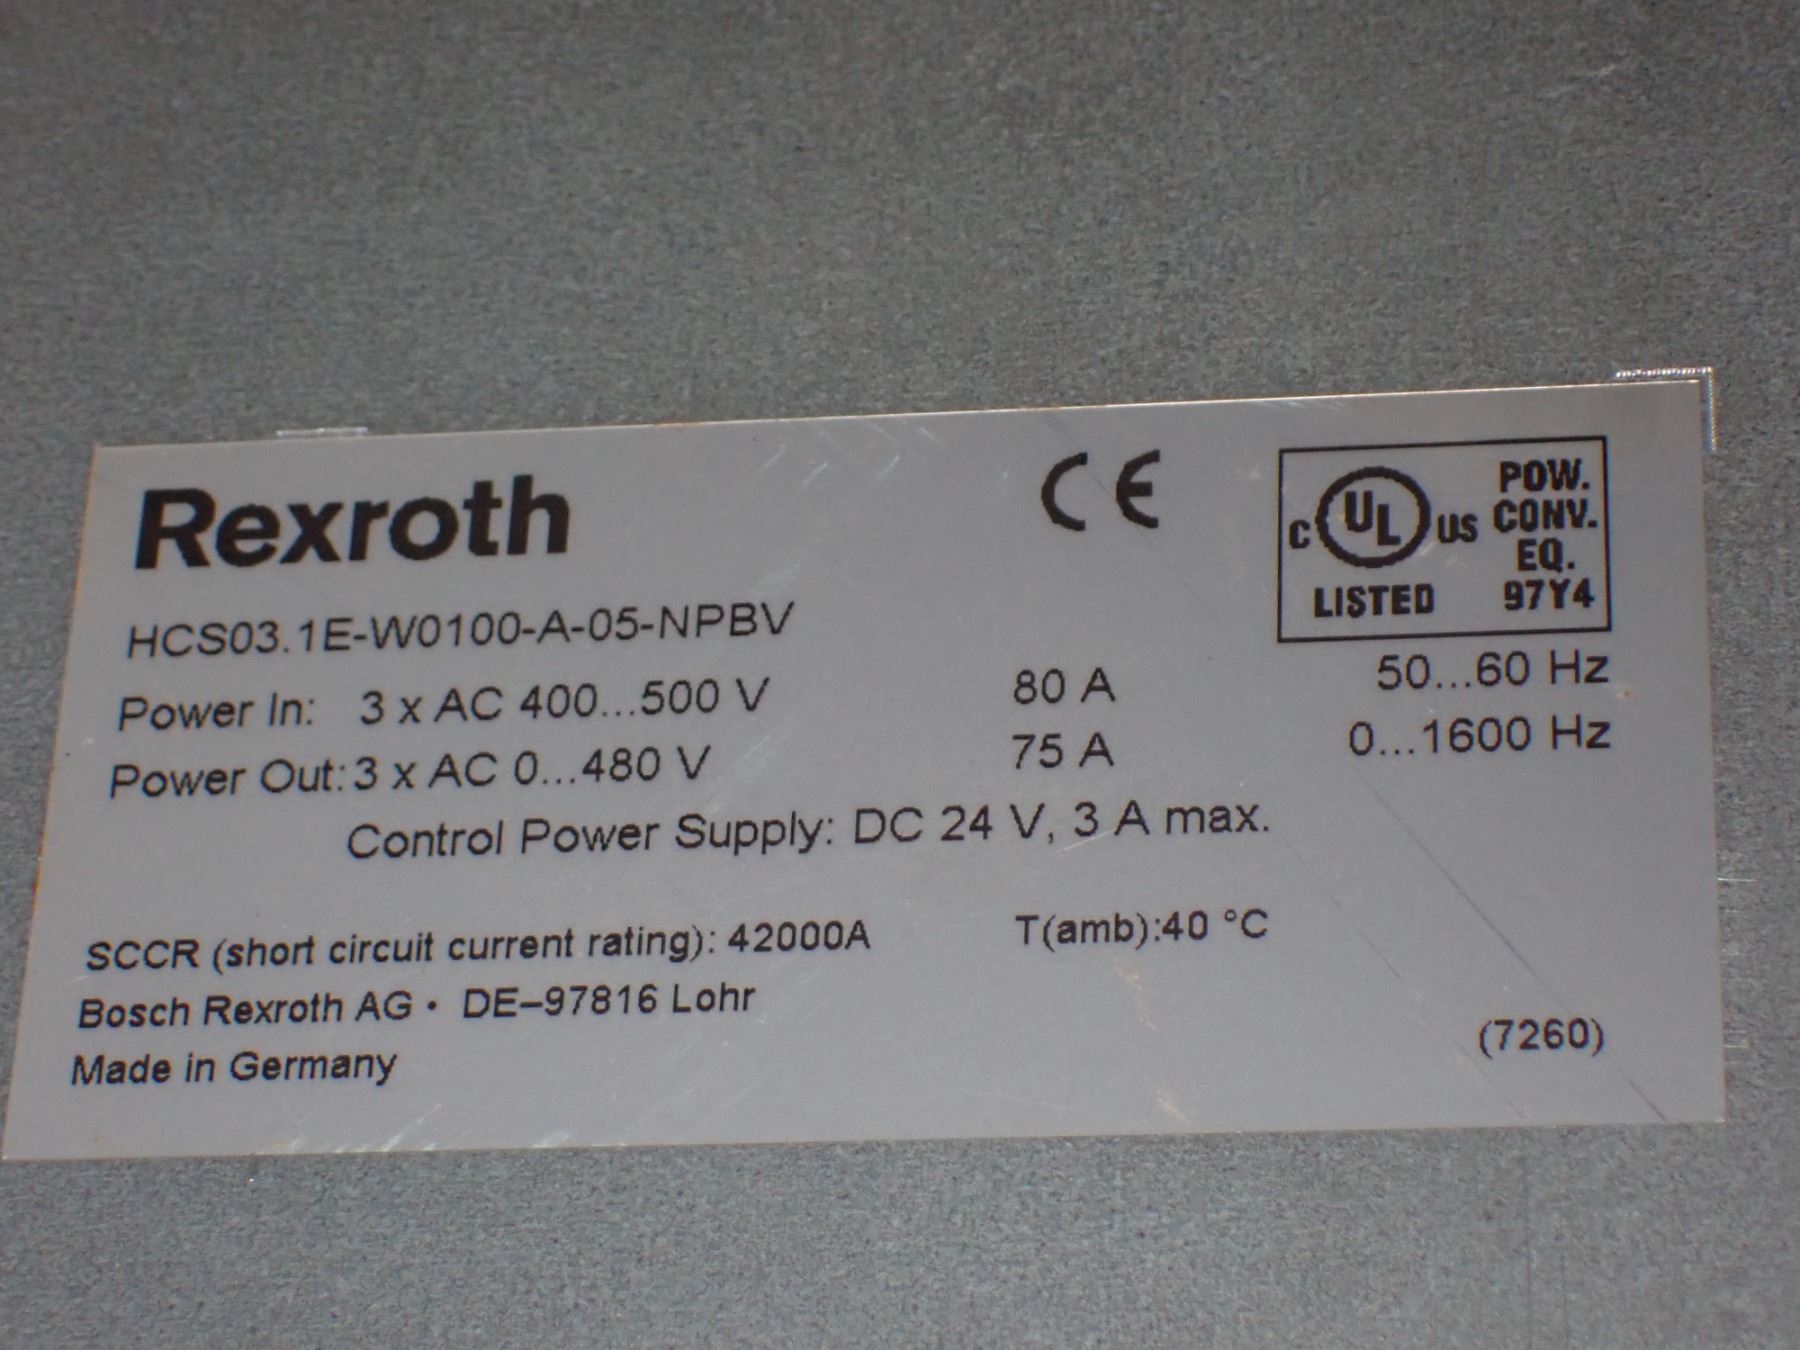 Rexroth
CE
C UL US
LISTED
POW.
CONV.
EQ.
97Y4
HCS03.1E-W0100-A-05-NPBV
Power In: 3 x AC 400...500 V 80 A 50...60 Hz
Power Out: 3 x AC 0...480 V 75 A 0...1600 Hz
Control Power Supply: DC 24 V, 3 A max.
SCCR (short circuit current rating): 42000A T(amb):40 °C
Bosch Rexroth AG • DE–97816 Lohr
Made in Germany
(7260)